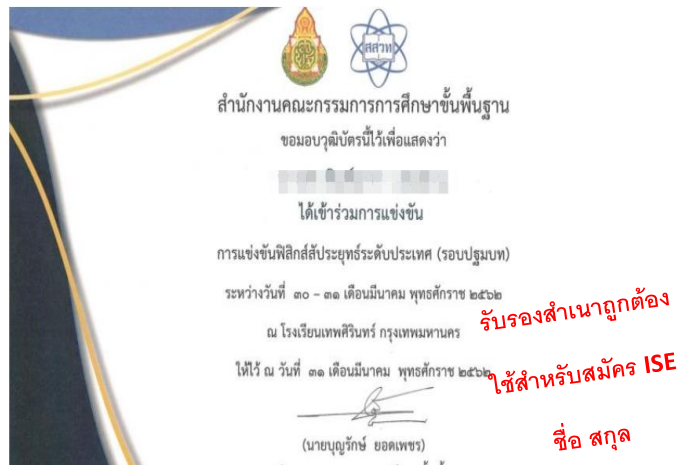 สสวท
สำนักงานคณะกรรมการการศึกษาขั้นพื้นฐาน
ขอมอบวุฒิบัตรนี้ไว้เพื่อแสดงว่า
ได้เข้าร่วมการแข่งขัน
การแข่งขันฟิสิกส์สัประยุทธ์ระดับประเทศ (รอบปฐมบท)
ระหว่างวันที่ ๓๐ - ๓๑ เดือนมีนาคม พุทธศักราช ๒๕๖๒
ณ โรงเรียนเทพศิรินทร์ กรุงเทพมหานคร
ให้ไว้ ณ วันที่ ๓๑ เดือนมีนาคม พุทธศักราช ๒๕๖๒
(นายบุญรักษ์ ยอดเพชร)
รับรองสำเนาถูกต้อง
ใช้สำหรับสมัคร ISE
ชื่อ สกุล